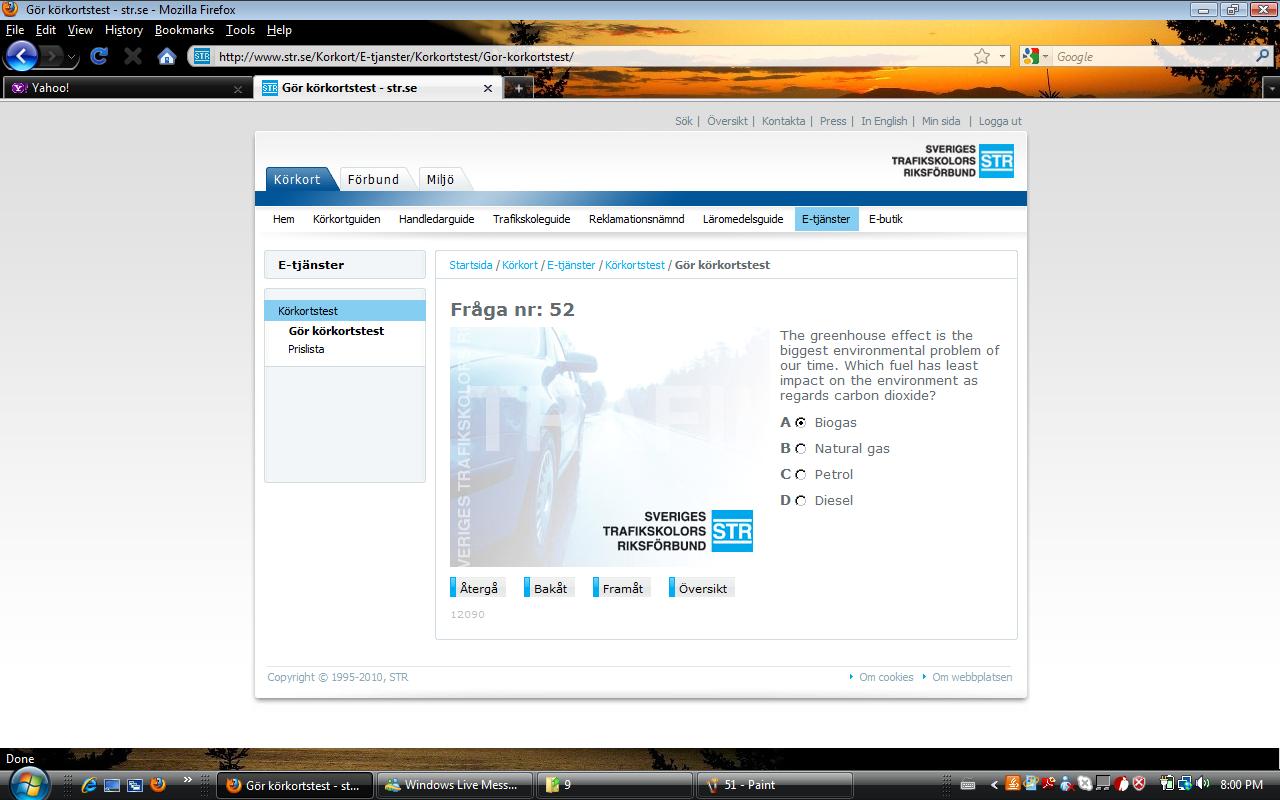 Gör körkortstest - str.se - Mozilla Firefox
File Edit View History Bookmarks Tools Help
STR http://www.str.se/Korkort/E-tjanster/Korkortstest/Gor-korkortstest/ Google
Yahoo! STR Gör körkortstest - str.se
Sök | Översikt | Kontakta | Press | In English | Min sida | Logga ut
SVERIGES
TRAFIKSKOLORS STR
RIKSFÖRBUND
Körkort Förbund Miljö
Hem Körkortguiden Handledarguide Trafikskoleguide Reklamationsnämnd Läromedelsguide E-tjänster E-butik
E-tjänster
Körkortstest
Gör körkortstest
Prislista
Startsida / Körkort / E-tjänster / Körkortstest / Gör körkortstest
Fråga nr: 52
VERIGES TRAFIKSKOLOR
TRAFI
SVERIGES
TRAFIKSKOLORS STR
RIKSFÖRBUND
The greenhouse effect is the
biggest environmental problem of
our time. Which fuel has least
impact on the environment as
regards carbon dioxide?
A Biogas
B Natural gas
C Petrol
D Diesel
Återgå Bakåt Framåt Översikt
12090
Copyright © 1995-2010, STR Om cookies Om webbplatsen
Done
Gör körkortstest - st... Windows Live Mess... 9 51 - Paint 8:00 PM